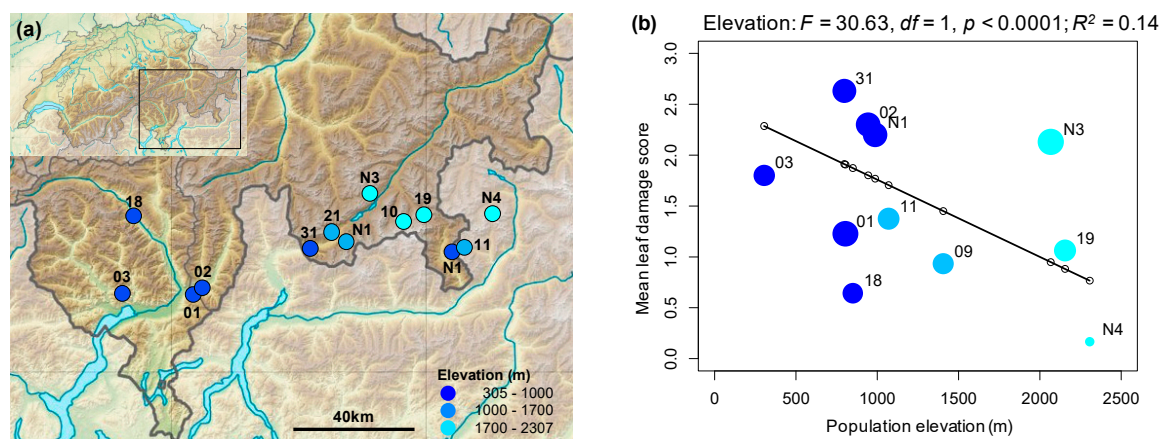 (a)
N3
N4
18
21
10
19
31
N1
11
N1
03
02
01
Elevation (m)
305 - 1000
1000 - 1700
1700 - 2307
40km
(b) Elevation: F = 30.63, df = 1, p < 0.0001; R² = 0.14
Mean leaf damage score
3.0
2.5
2.0
1.5
1.0
0.5
0.0
31
02
N1
N3
03
11
01
09
19
18
N4
0 500 1000 1500 2000 2500
Population elevation (m)